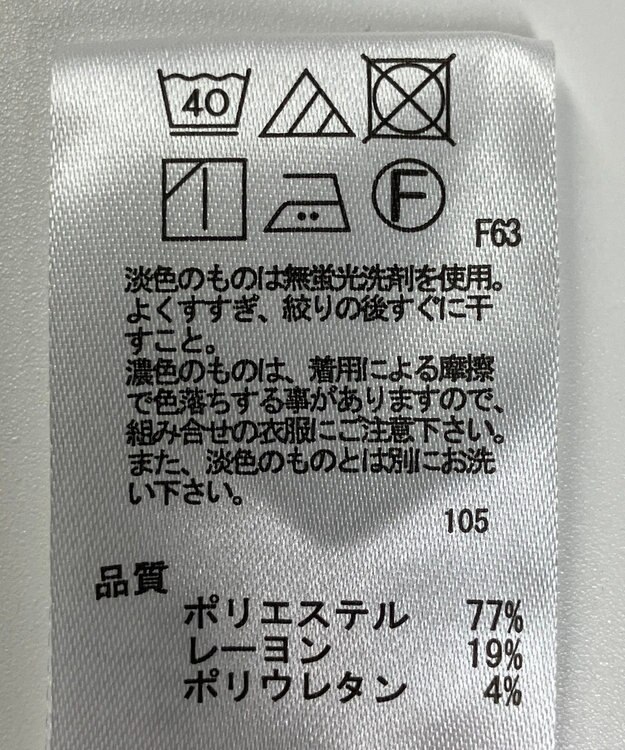 40
F
F63
淡色のものは無蛍光洗剤を使用。
よくすすぎ、絞りの後すぐに干
すこと。
濃色のものは、着用による摩擦
で色落ちする事がありますので、
組み合せの衣服にご注意下さい。
また、淡色のものとは別にお洗
い下さい。
105
品質
ポリエステル 77%
レーヨン 19%
ポリウレタン 4%